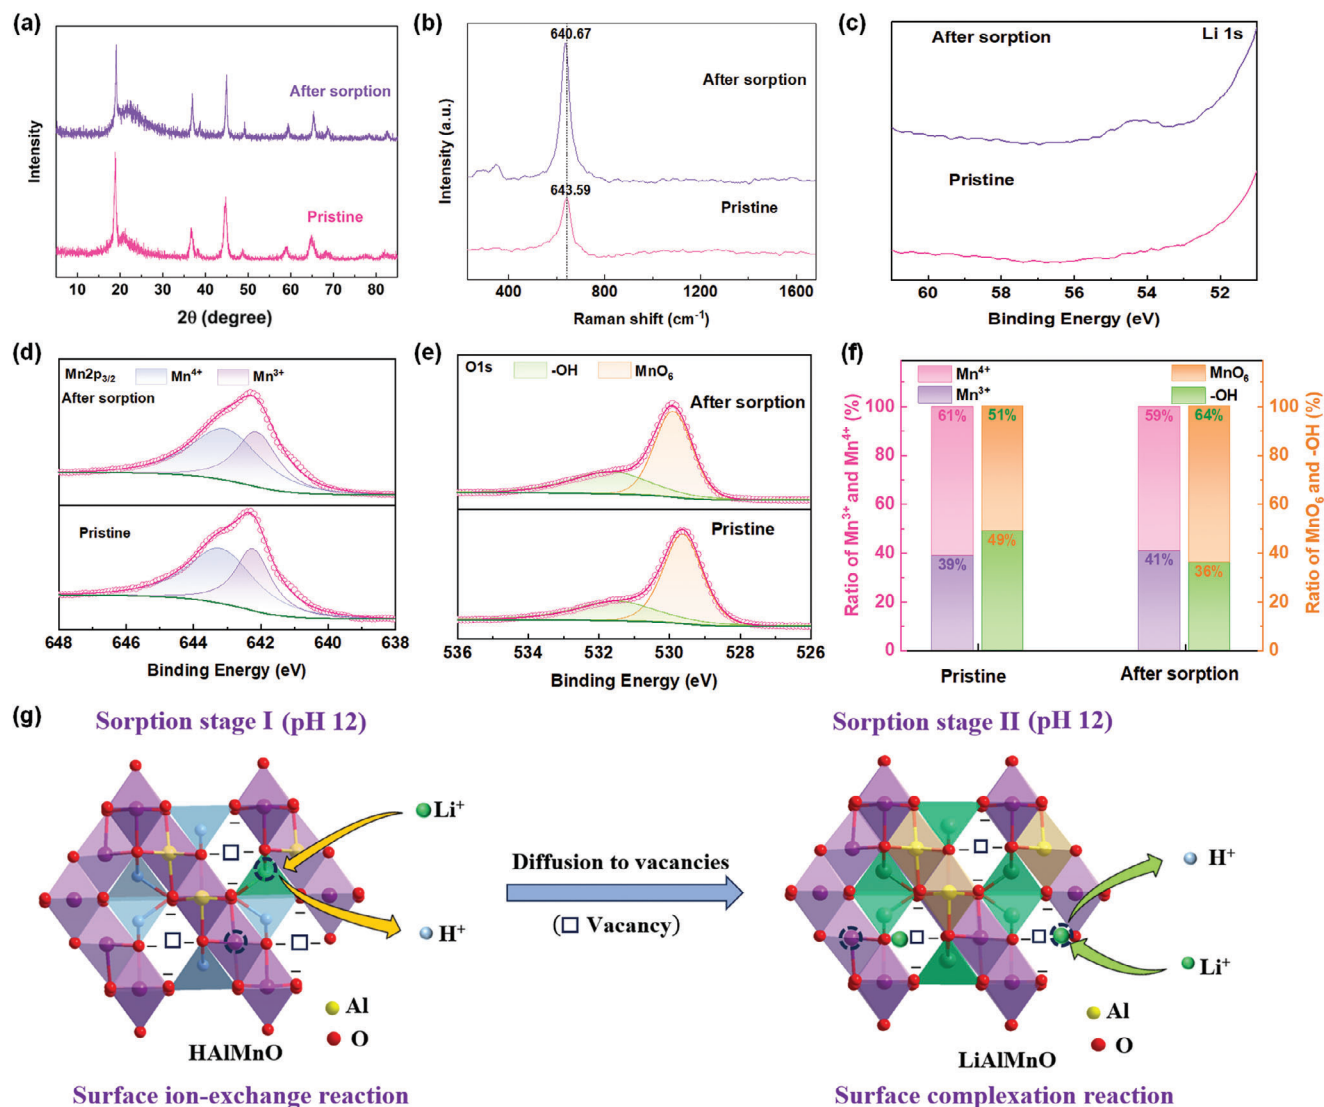 (a)
After sorption
Pristine
Intensity
10 20 30 40 50 60 70 80
2θ (degree)
(b)
640.67
After sorption
643.59
Pristine
Intensity (a.u.)
400 800 1200 1600
Raman shift (cm⁻¹)
(c)
Li 1s
After sorption
Pristine
60 58 56 54 52
Binding Energy (eV)
(d)
Mn2p₃/₂ Mn⁴⁺ Mn³⁺
After sorption
Pristine
648 646 644 642 640 638
Binding Energy (eV)
(e)
O1s -OH MnO₆
After sorption
Pristine
536 534 532 530 528 526
Binding Energy (eV)
(f)
Mn⁴⁺ MnO₆
Mn³⁺ -OH
100 61% 51% 59% 64% 100
80 80
60 60
49%
40 39% 41% 36% 40
20 20
0 0
Ratio of Mn³⁺ and Mn⁴⁺ (%)
Ratio of MnO₆ and -OH (%)
Pristine After sorption
(g)
Sorption stage I (pH 12)
Li⁺
H⁺
Al
O
HAlMnO
Surface ion-exchange reaction
Diffusion to vacancies
(□ Vacancy)
Sorption stage II (pH 12)
H⁺
Li⁺
Al
O
LiAlMnO
Surface complexation reaction